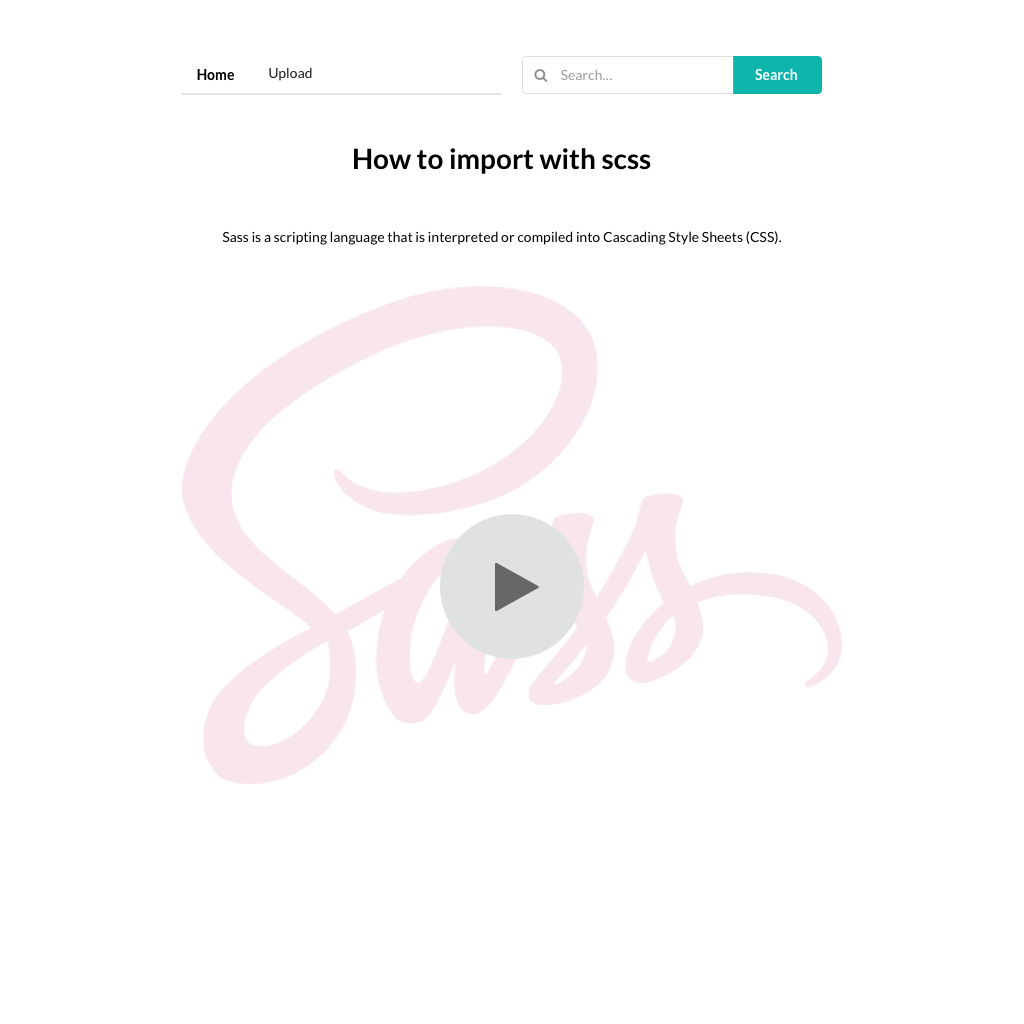 Home
Upload
Search...
Search
How to import with scss
Sass is a scripting language that is interpreted or compiled into Cascading Style Sheets (CSS).
Sass